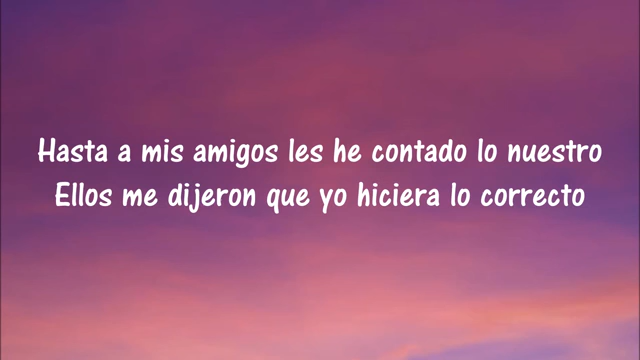 Hasta a mis amigos les he contado lo nuestro
Ellos me dijeron que yo hiciera lo correcto